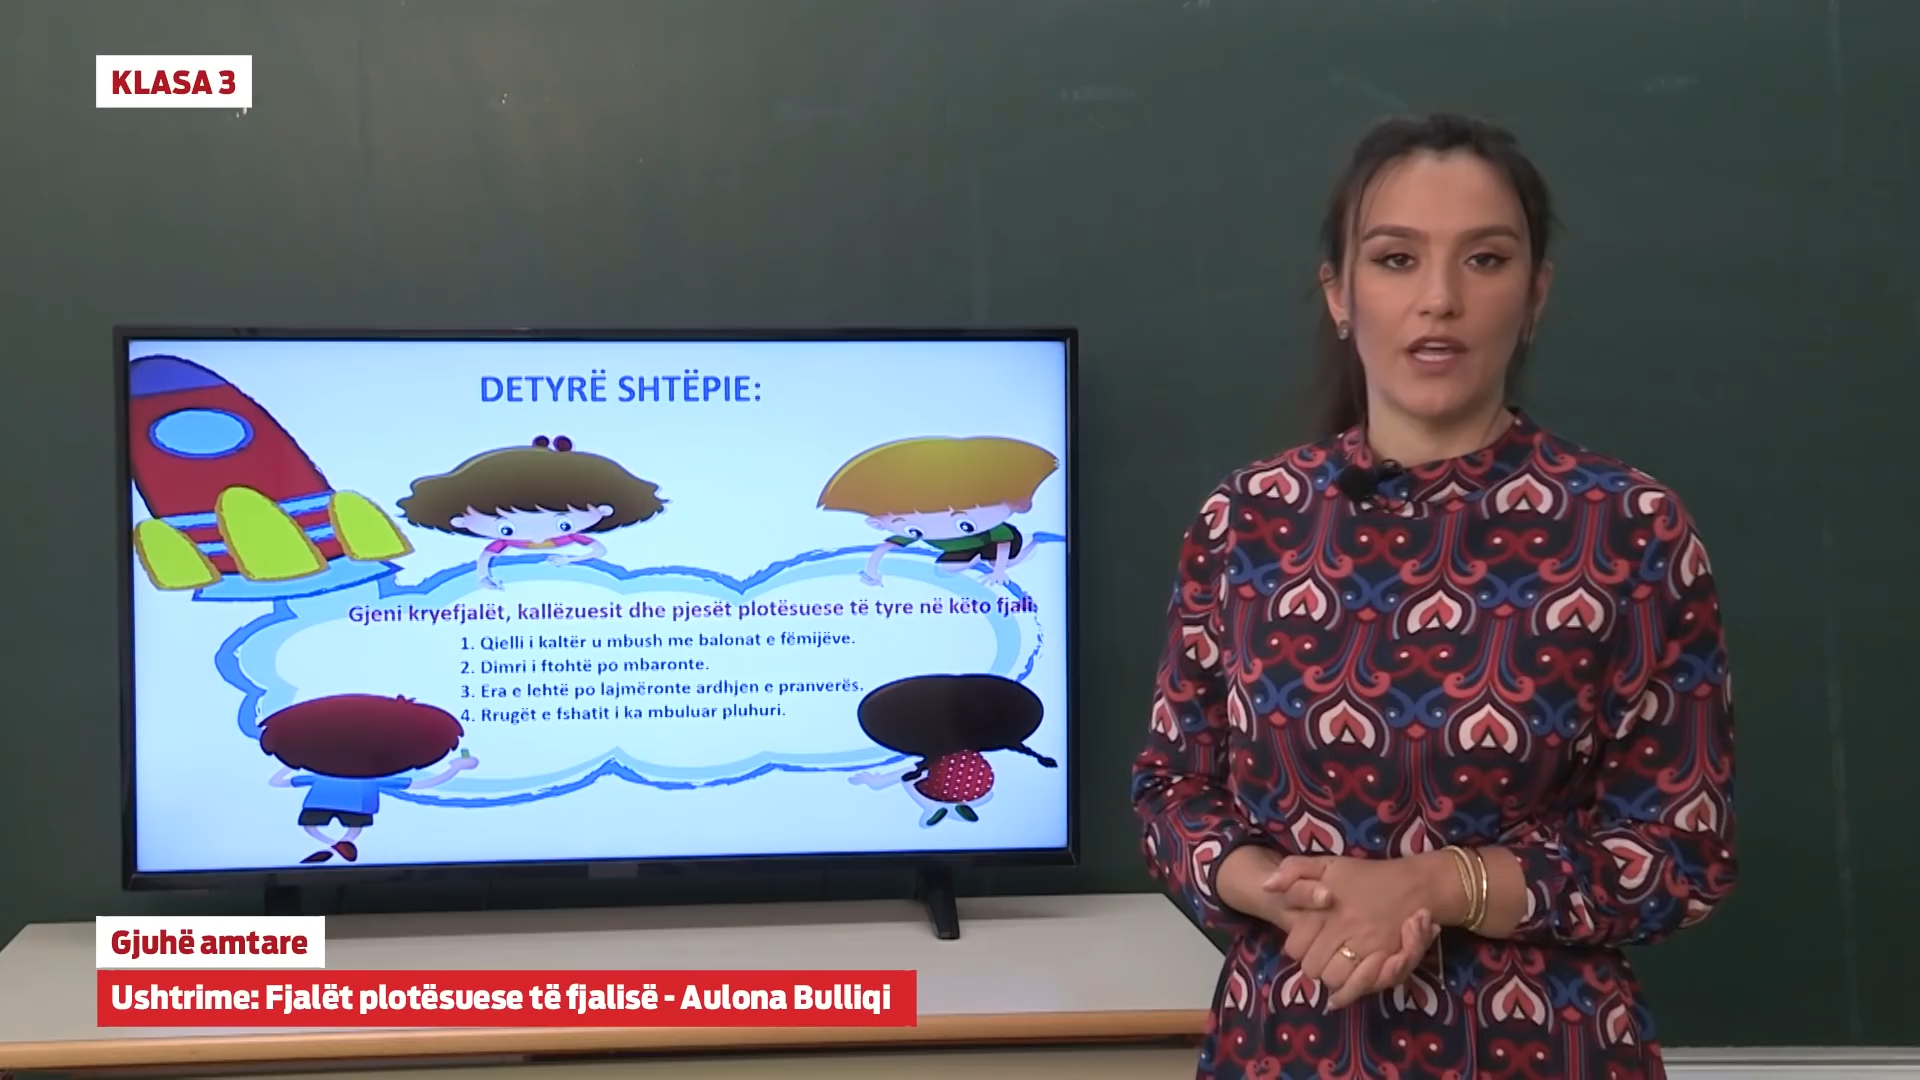 KLASA 3
DETYRË SHTËPIE:
Gjeni kryefjalët, kallëzuesit dhe pjesët plotësuese të tyre në këto fjali.
1. Qielli i kaltër u mbush me balonat e fëmijëve.
2. Dimri i ftohtë po mbaronte.
3. Era e lehtë po lajmëronte ardhjen e pranverës.
4. Rrugët e fshatit i ka mbuluar pluhuri.
Gjuhë amtare
Ushtrime: Fjalët plotësuese të fjalisë - Aulona Bulliqi